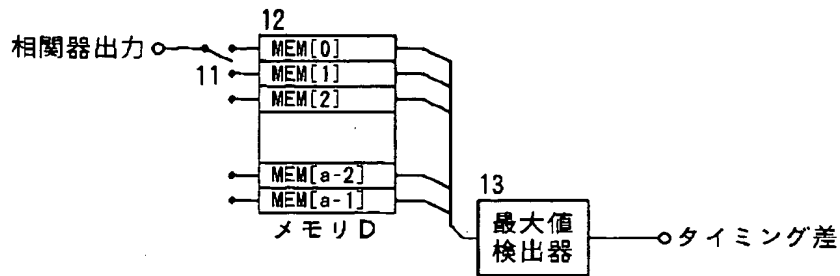 12
相関器出力
11
MEM[0]
MEM[1]
MEM[2]
MEM[a-2]
MEM[a-1]
メモリD
13
最大値
検出器
タイミング差